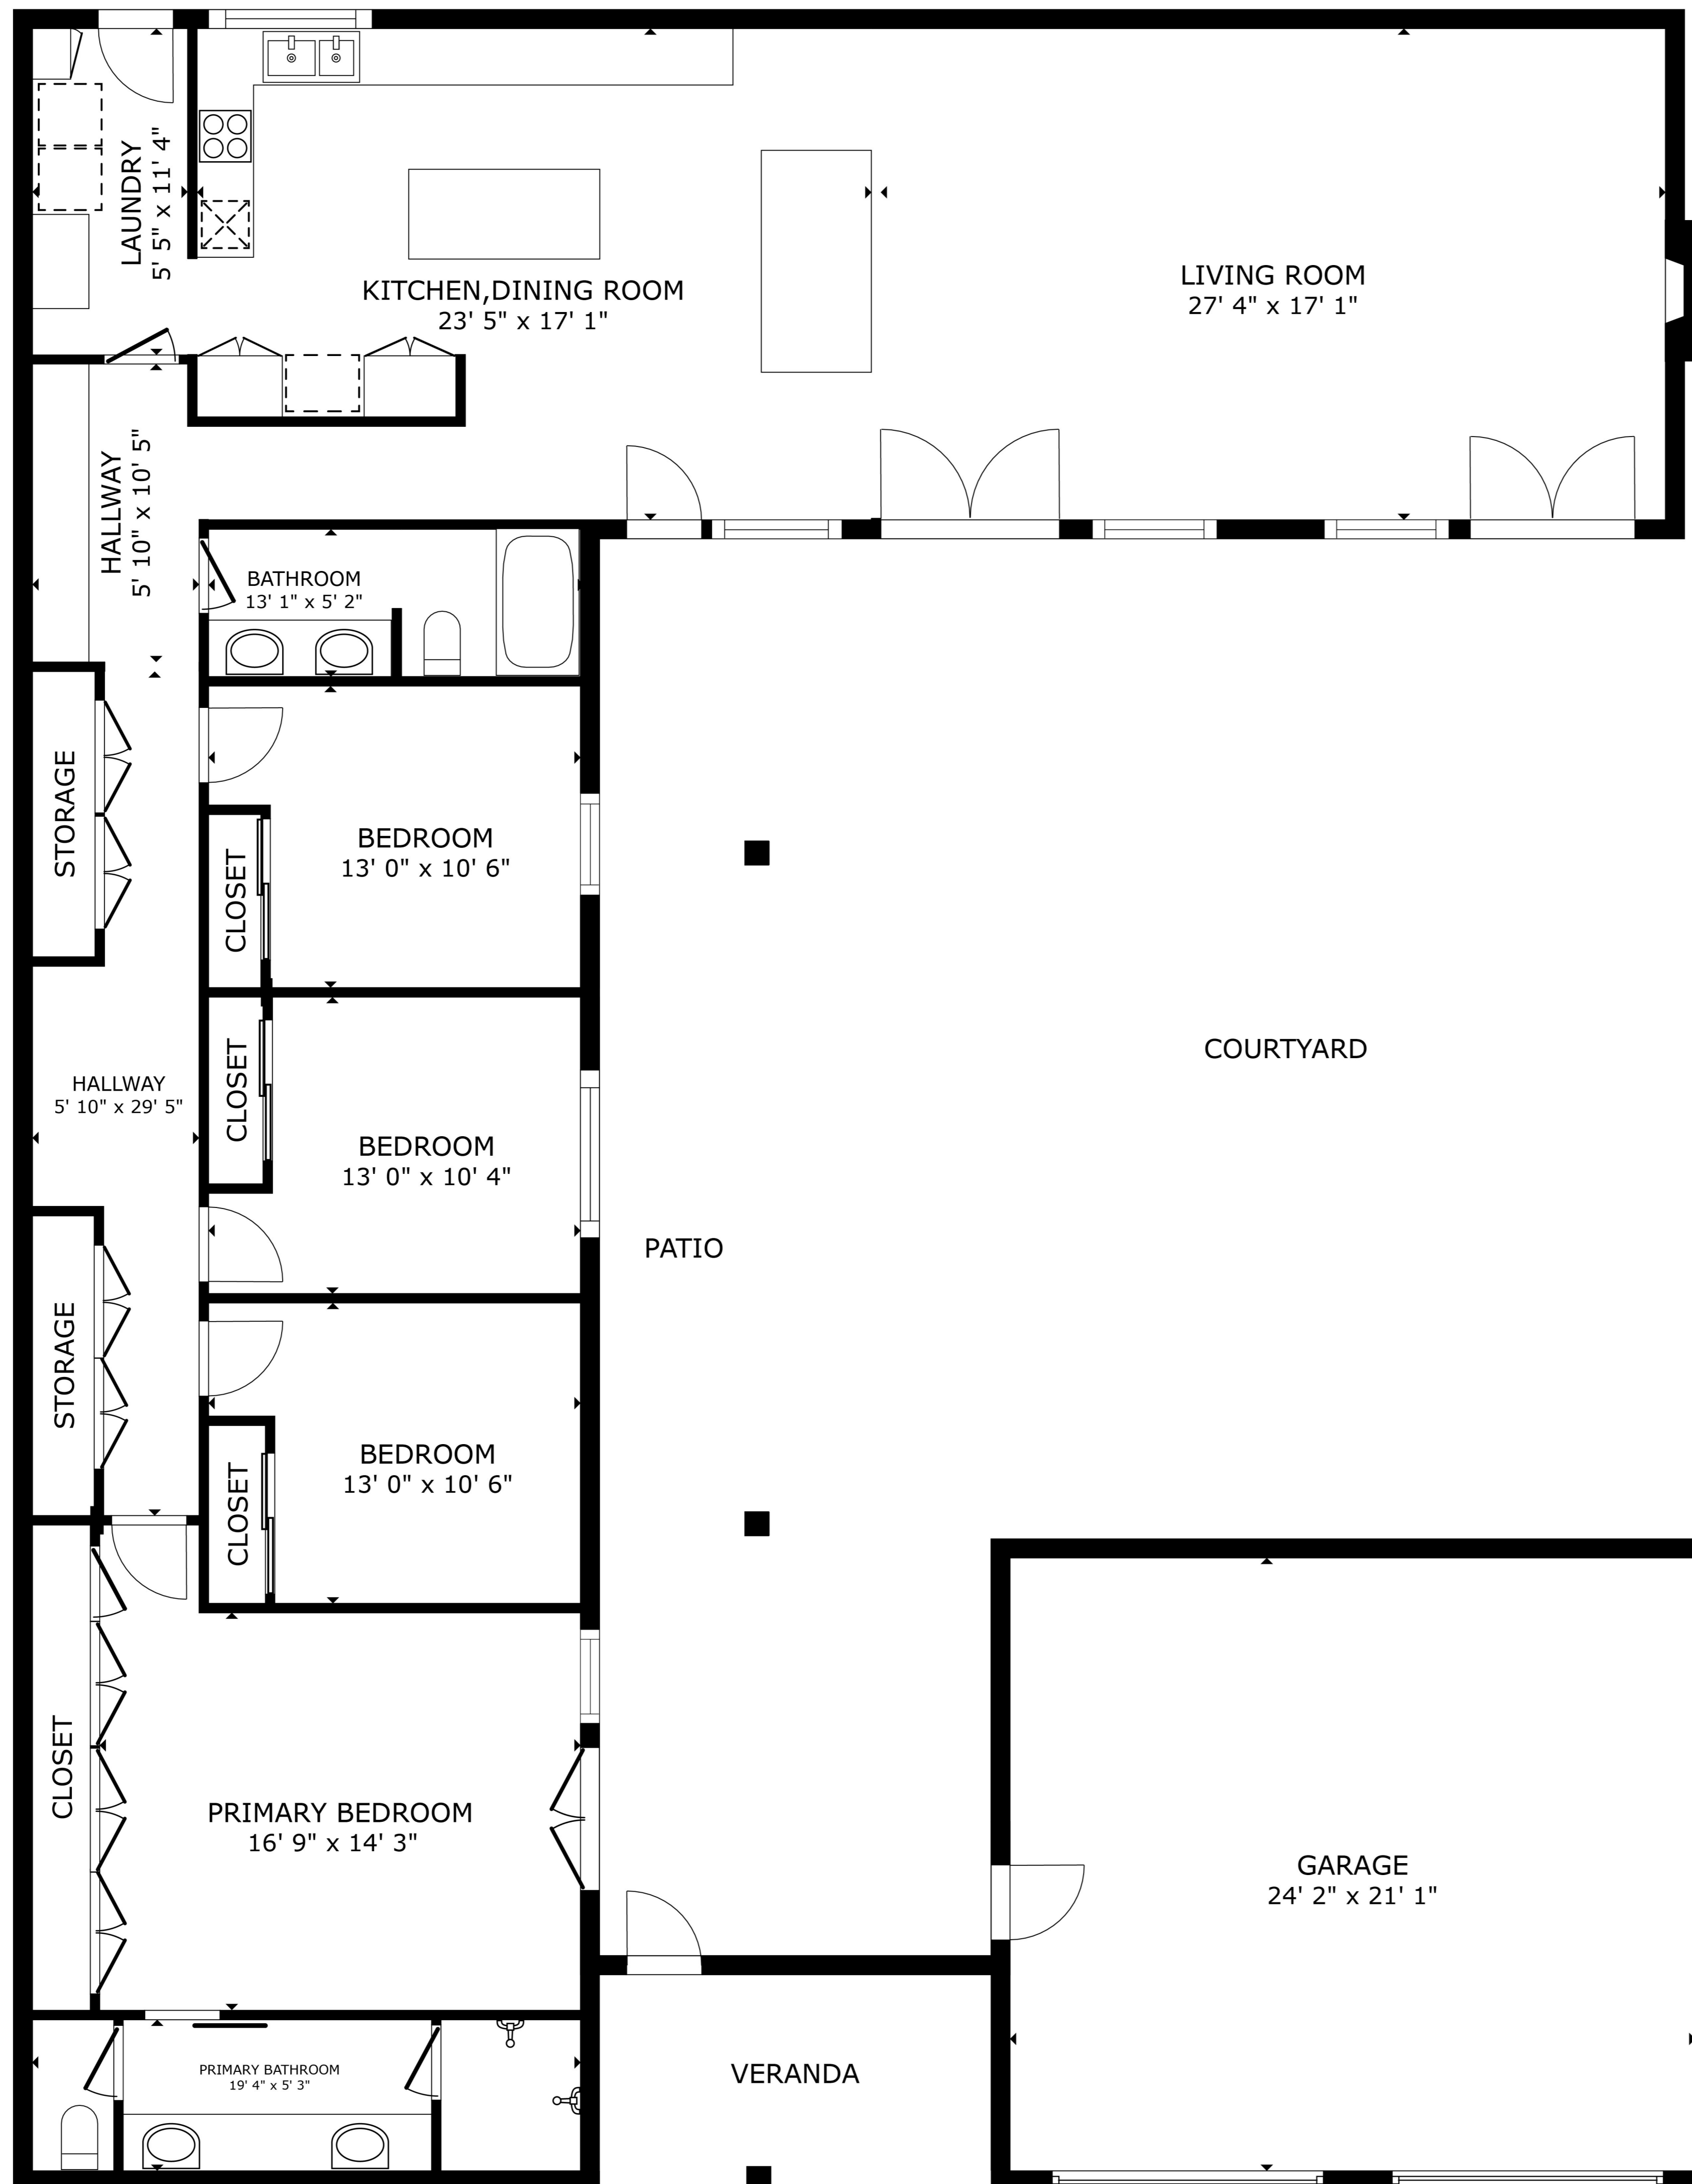 LAUNDRY
5' 5" x 11' 4"
KITCHEN,DINING ROOM
23' 5" x 17' 1"
LIVING ROOM
27' 4" x 17' 1"
HALLWAY
5' 10" x 10' 5"
BATHROOM
13' 1" x 5' 2"
STORAGE
BEDROOM
13' 0" x 10' 6"
CLOSET
COURTYARD
HALLWAY
5' 10" x 29' 5"
CLOSET
BEDROOM
13' 0" x 10' 4"
PATIO
STORAGE
BEDROOM
13' 0" x 10' 6"
CLOSET
CLOSET
PRIMARY BEDROOM
16' 9" x 14' 3"
GARAGE
24' 2" x 21' 1"
PRIMARY BATHROOM
19' 4" x 5' 3"
VERANDA